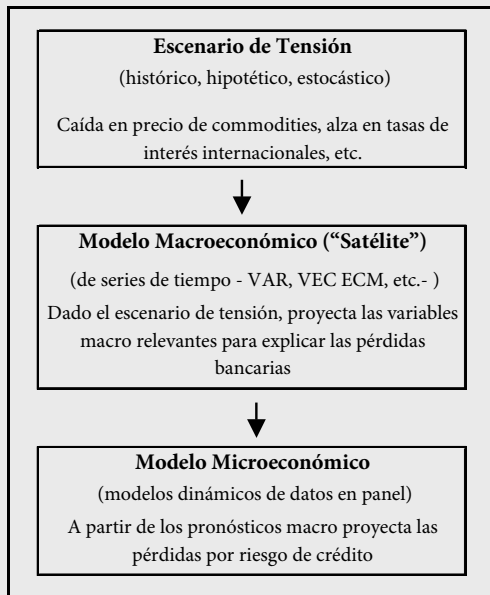 Escenario de Tensión
(histórico, hipotético, estocástico)
Caída en precio de commodities, alza en tasas de
interés internacionales, etc.
Modelo Macroeconómico (“Satélite”)
(de series de tiempo - VAR, VEC ECM, etc.- )
Dado el escenario de tensión, proyecta las variables
macro relevantes para explicar las pérdidas
bancarias
Modelo Microeconómico
(modelos dinámicos de datos en panel)
A partir de los pronósticos macro proyecta las
pérdidas por riesgo de crédito